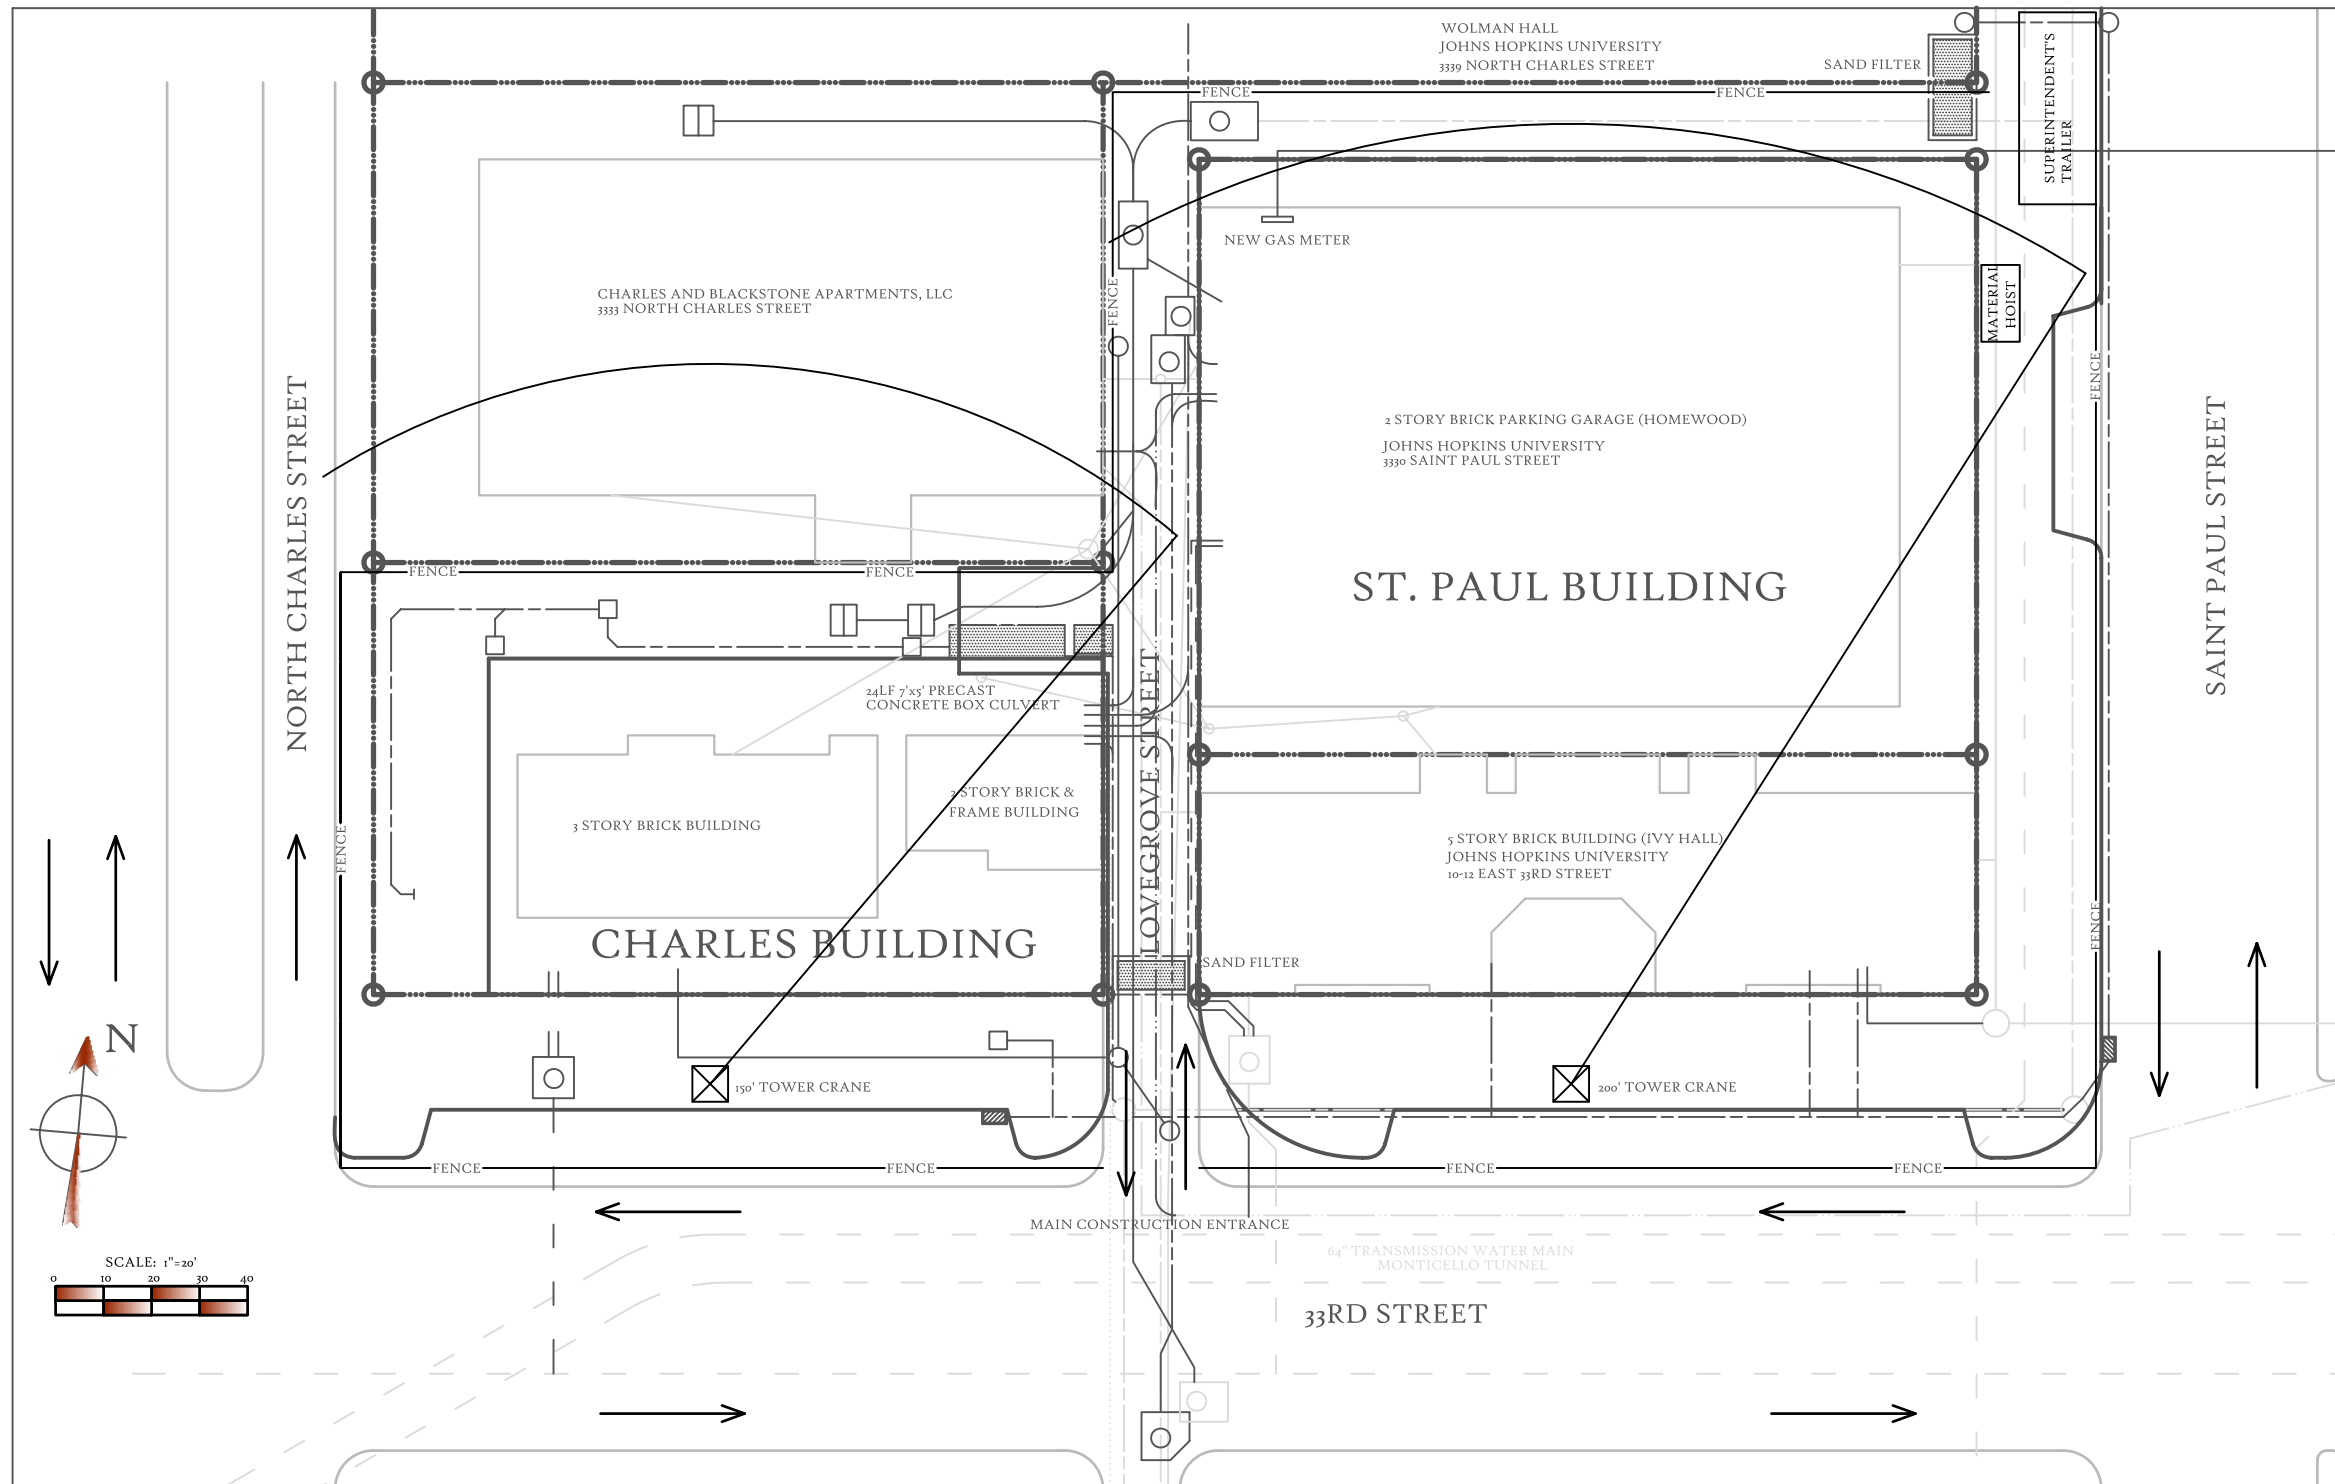 WOLMAN HALL
JOHNS HOPKINS UNIVERSITY
3339 NORTH CHARLES STREET
SAND FILTER
SUPERINTENDENT'S
TRAILER
FENCE
FENCE
NEW GAS METER
CHARLES AND BLACKSTONE APARTMENTS, LLC
3333 NORTH CHARLES STREET
FENCE
MATERIAL
HOIST
FENCE
2 STORY BRICK PARKING GARAGE (HOMEWOOD)
JOHNS HOPKINS UNIVERSITY
3330 SAINT PAUL STREET
NORTH CHARLES STREET
SAINT PAUL STREET
FENCE
FENCE
ST. PAUL BUILDING
24LF 7'x5' PRECAST
CONCRETE BOX CULVERT
LOVEGROVE STREET
2 STORY BRICK &
FRAME BUILDING
3 STORY BRICK BUILDING
FENCE
5 STORY BRICK BUILDING (IVY HALL)
JOHNS HOPKINS UNIVERSITY
10-12 EAST 33RD STREET
FENCE
CHARLES BUILDING
SAND FILTER
N
150' TOWER CRANE
200' TOWER CRANE
FENCE
FENCE
FENCE
FENCE
MAIN CONSTRUCTION ENTRANCE
64" TRANSMISSION WATER MAIN
MONTICELLO TUNNEL
SCALE: 1"=20'
0 10 20 30 40
33RD STREET